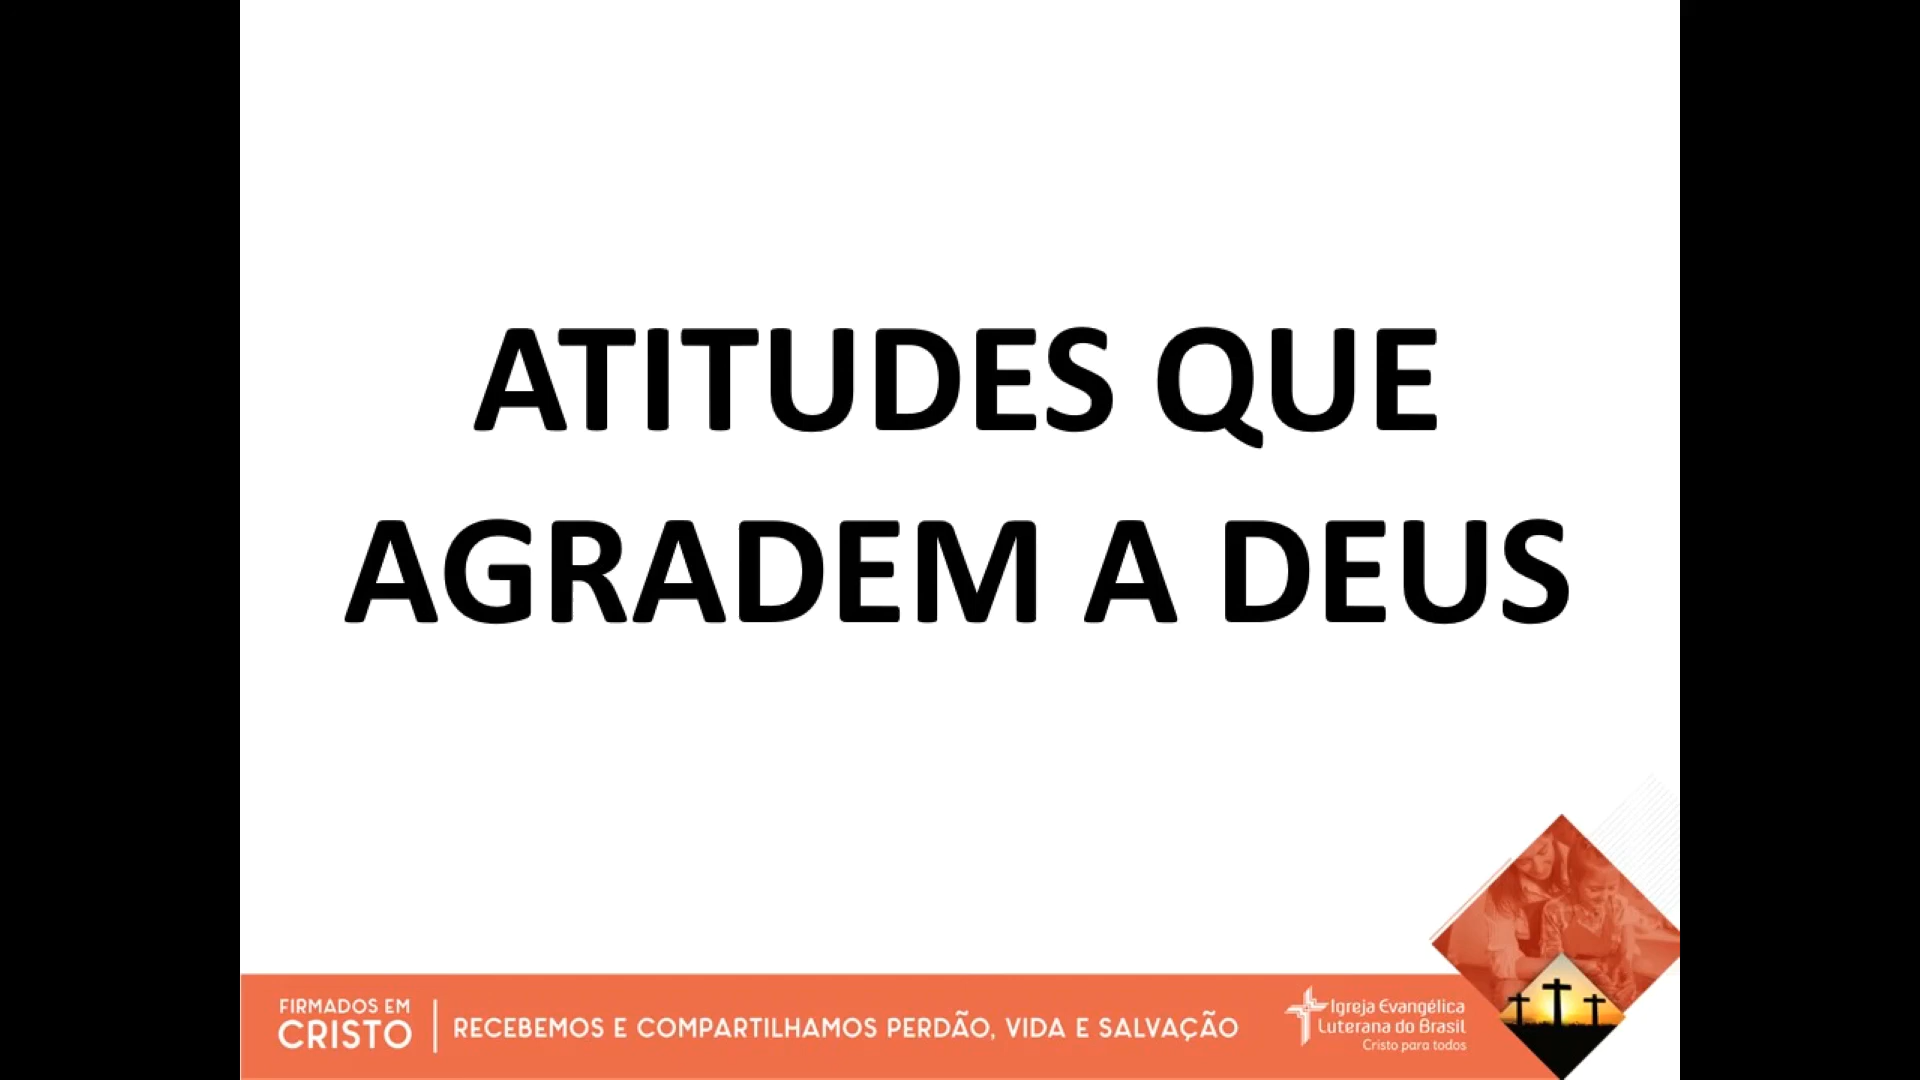 ATITUDES QUE
AGRADEM A DEUS
FIRMADOS EM
CRISTO
RECEBEMOS E COMPARTILHAMOS PERDÃO, VIDA E SALVAÇÃO
Igreja Evangélica
Luterana do Brasil
Cristo para todos